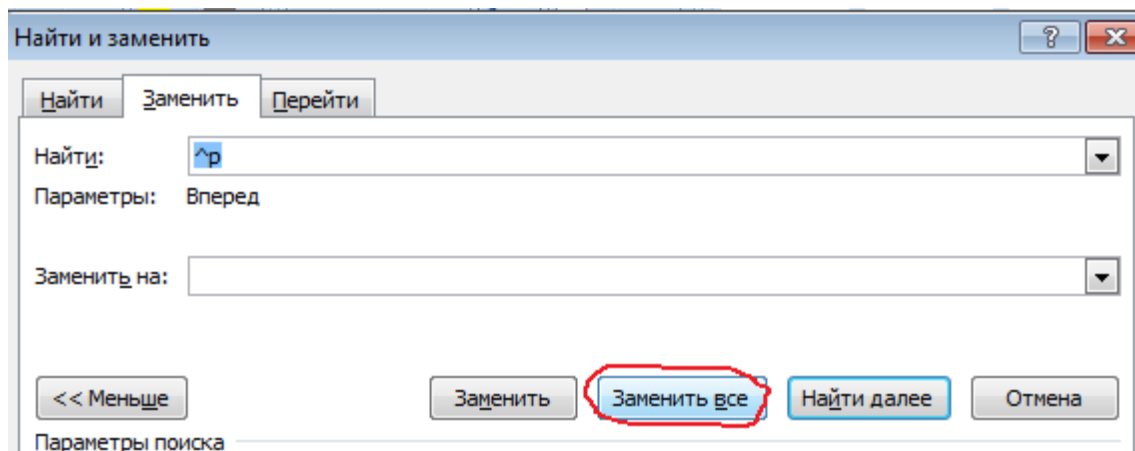 Найти и заменить
Найти Заменить Перейти
Найти: ^p
Параметры: Вперед
Заменить на:
<< Меньше Заменить Заменить все Найти далее Отмена
Параметры поиска